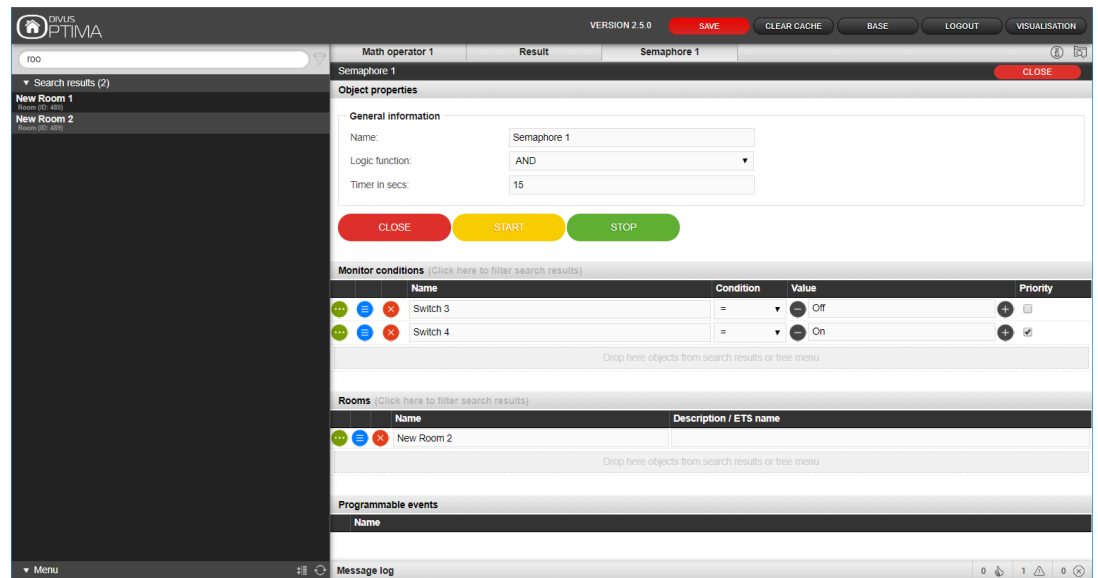 DIVUS
OPTIMA
VERSION 2.5.0
SAVE
CLEAR CACHE
BASE
LOGOUT
VISUALISATION
roo
Search results (2)
New Room 1
Room (ID: 480)
New Room 2
Room (ID: 483)
Math operator 1
Result
Semaphore 1
Semaphore 1
CLOSE
Object properties
General information
Name:
Semaphore 1
Logic function:
AND
Timer in secs:
15
CLOSE
START
STOP
Monitor conditions (Click here to filter search results)
Name
Condition
Value
Priority
Switch 3
=
Off
Switch 4
=
On
Drop here objects from search results or tree menu
Rooms (Click here to filter search results)
Name
Description / ETS name
New Room 2
Drop here objects from search results or tree menu
Programmable events
Name
Menu
Message log
0
1
0